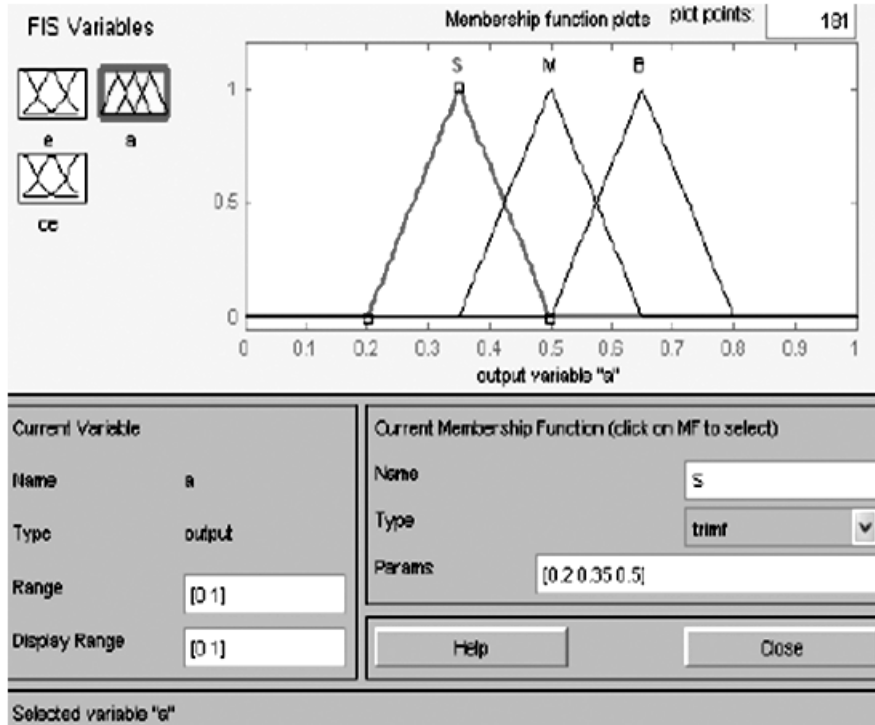 FIS Variables
Membership function plots
plot points:
181
e
a
ce
S
M
B
1
0.5
0
0 0.1 0.2 0.3 0.4 0.5 0.6 0.7 0.8 0.9 1
output variable "a"
Current Variable
Name a
Type output
Range [0 1]
Display Range [0 1]
Current Membership Function (click on MF to select)
Name S
Type trimf
Params [0.2 0.35 0.5]
Help
Close
Selected variable "a"